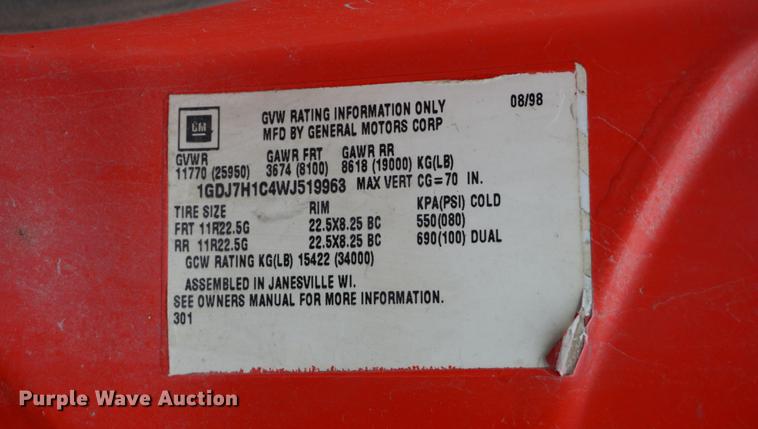 GM
GVW RATING INFORMATION ONLY 08/98
MFD BY GENERAL MOTORS CORP
GVWR GAWR FRT GAWR RR
11770 (25950) 3674 (8100) 8618 (19000) KG(LB)
1GDJ7H1C4WJ519963 MAX VERT CG=70 IN.
TIRE SIZE RIM KPA(PSI) COLD
FRT 11R22.5G 22.5X8.25 BC 550(080)
RR 11R22.5G 22.5X8.25 BC 690(100) DUAL
GCW RATING KG(LB) 15422 (34000)
ASSEMBLED IN JANESVILLE WI.
SEE OWNERS MANUAL FOR MORE INFORMATION.
301
Purple Wave Auction